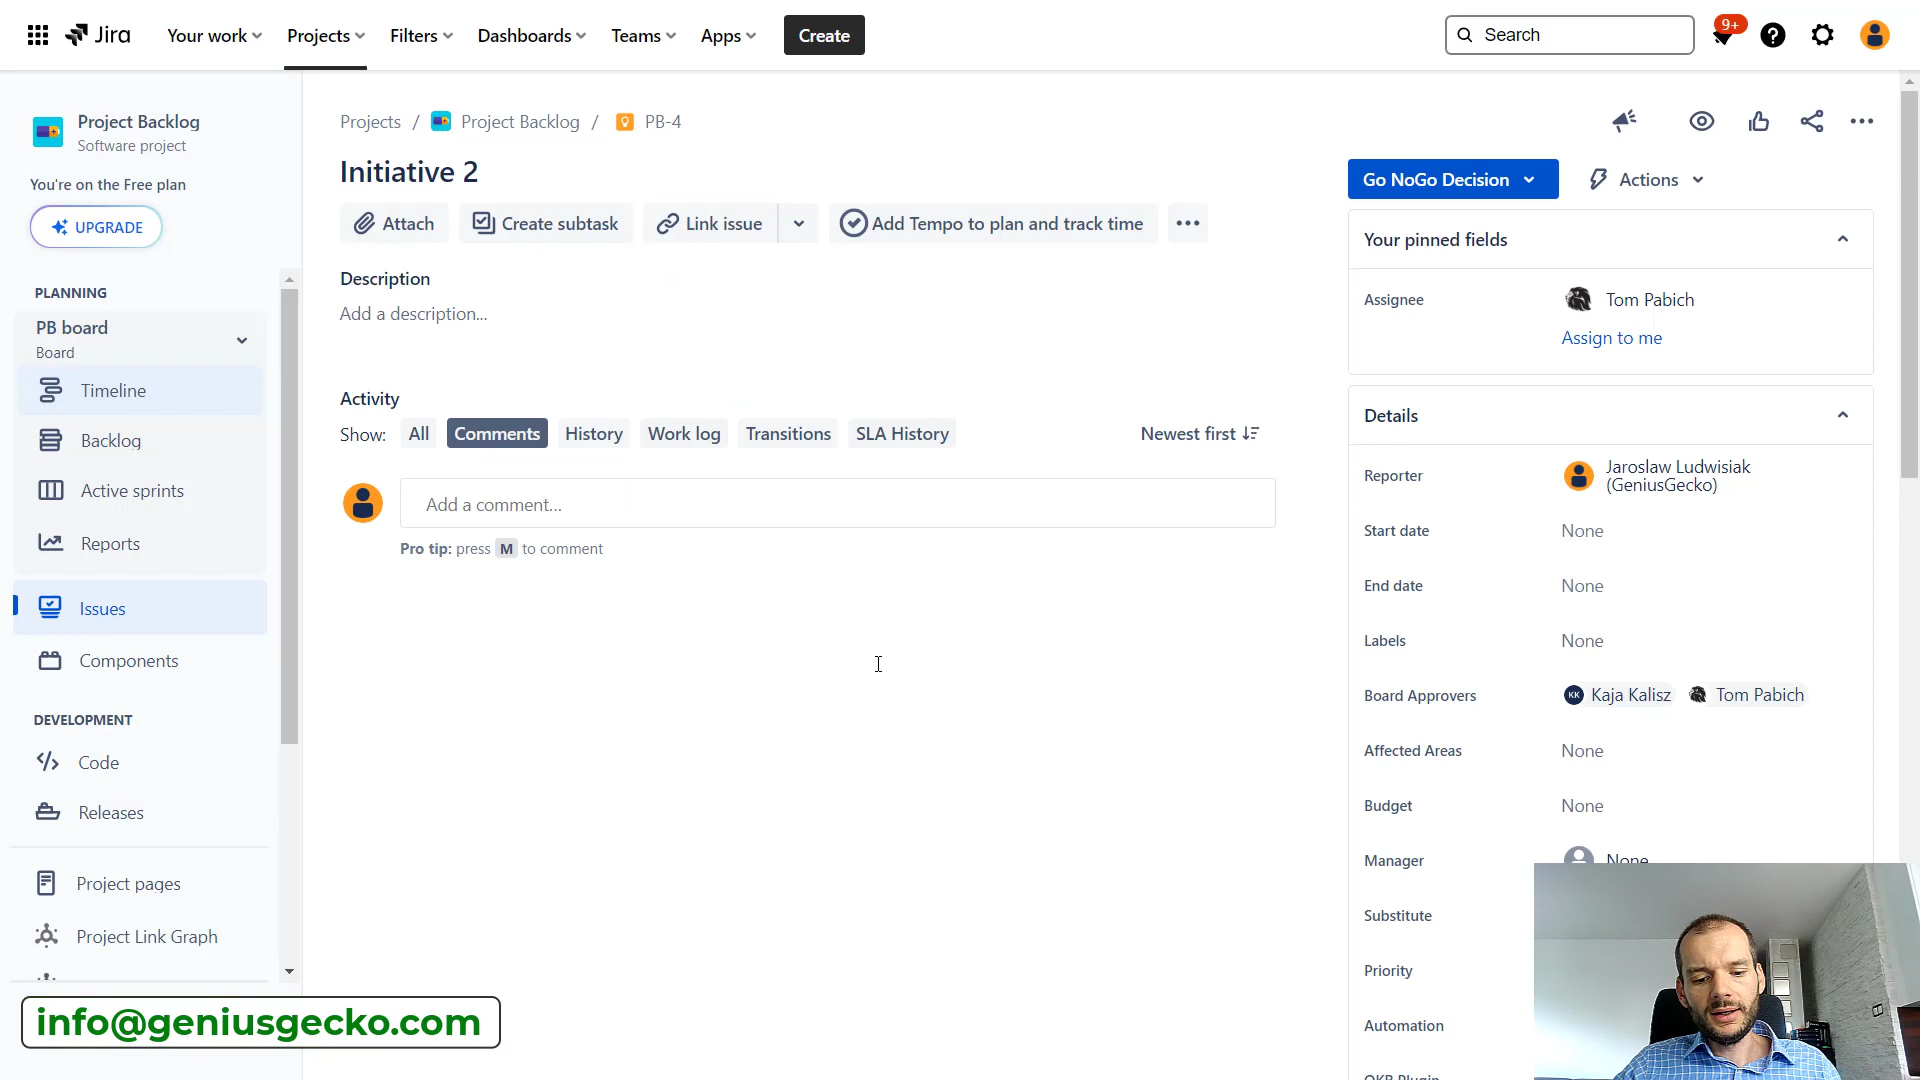 Jira
Your work
Projects
Filters
Dashboards
Teams
Apps
Create
Search
9+
Project Backlog
Software project
You're on the Free plan
UPGRADE
PLANNING
PB board
Board
Timeline
Backlog
Active sprints
Reports
Issues
Components
DEVELOPMENT
Code
Releases
Project pages
Project Link Graph
info@geniusgecko.com
Projects / Project Backlog / PB-4
Initiative 2
Attach
Create subtask
Link issue
Add Tempo to plan and track time
Description
Add a description...
Activity
Show: All Comments History Work log Transitions SLA History
Newest first
Add a comment...
Pro tip: press M to comment
Go NoGo Decision
Actions
Your pinned fields
Assignee
Tom Pabich
Assign to me
Details
Reporter
Jaroslaw Ludwisiak
(GeniusGecko)
Start date
None
End date
None
Labels
None
Board Approvers
KK Kaja Kalisz Tom Pabich
Affected Areas
None
Budget
None
Manager
None
Substitute
Priority
Automation
OKR Plugin